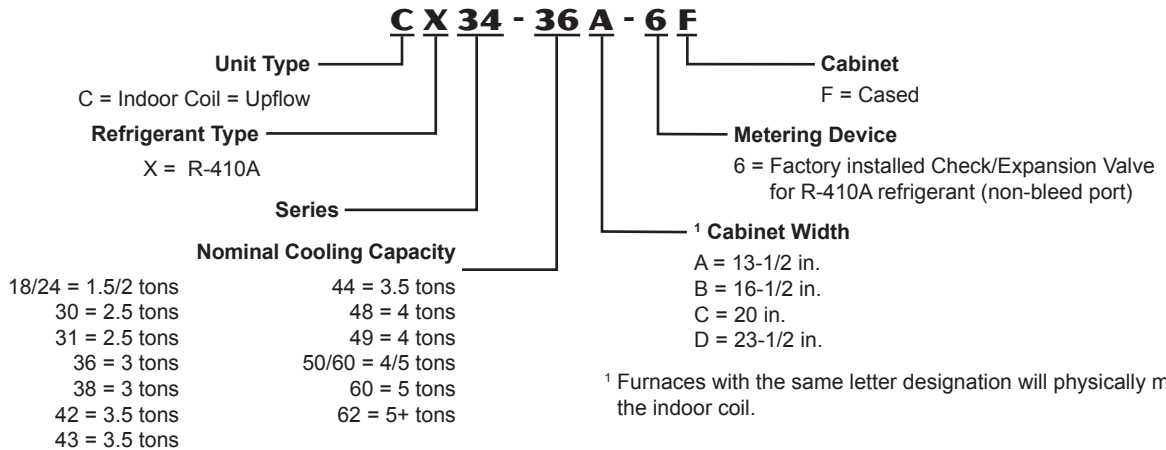 C X 34 - 36 A - 6 F
Unit Type
C = Indoor Coil = Upflow
Refrigerant Type
X = R-410A
Series
Nominal Cooling Capacity
18/24 = 1.5/2 tons
30 = 2.5 tons
31 = 2.5 tons
36 = 3 tons
38 = 3 tons
42 = 3.5 tons
43 = 3.5 tons
44 = 3.5 tons
48 = 4 tons
49 = 4 tons
50/60 = 4/5 tons
60 = 5 tons
62 = 5+ tons
Cabinet
F = Cased
Metering Device
6 = Factory installed Check/Expansion Valve
for R-410A refrigerant (non-bleed port)
¹ Cabinet Width
A = 13-1/2 in.
B = 16-1/2 in.
C = 20 in.
D = 23-1/2 in.
¹ Furnaces with the same letter designation will physically
the indoor coil.